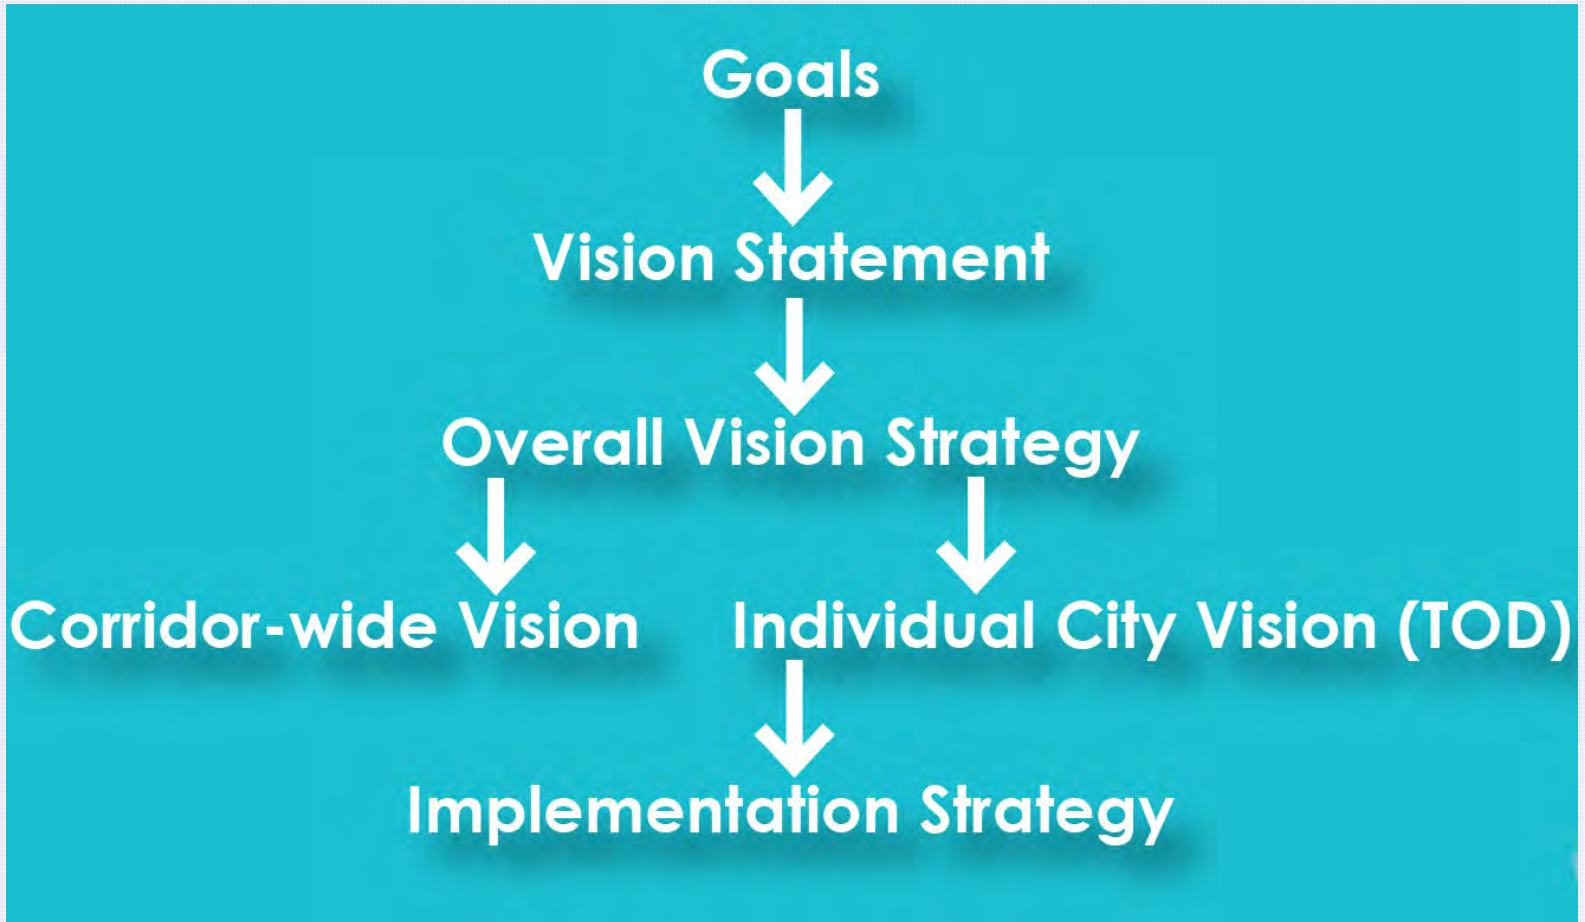 Goals
Vision Statement
Overall Vision Strategy
Corridor-wide Vision
Individual City Vision (TOD)
Implementation Strategy